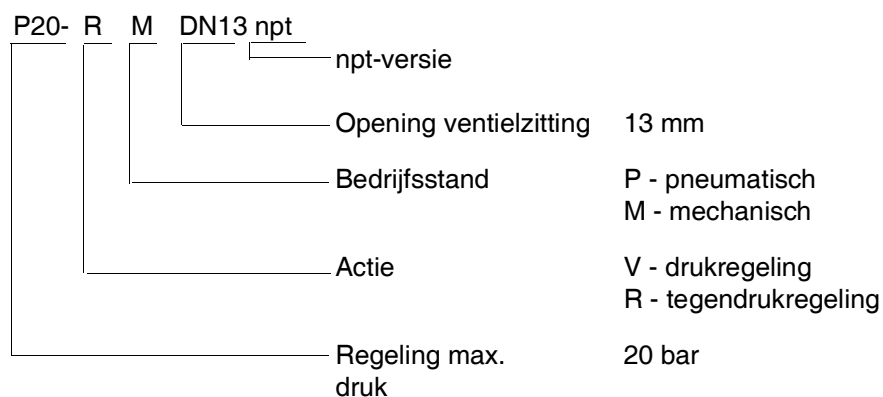 P20- R M DN13 npt
npt-versie
Opening ventielzitting 13 mm
Bedrijfsstand P - pneumatisch
M - mechanisch
Actie V - drukregeling
R - tegendrukregeling
Regeling max. 20 bar
druk